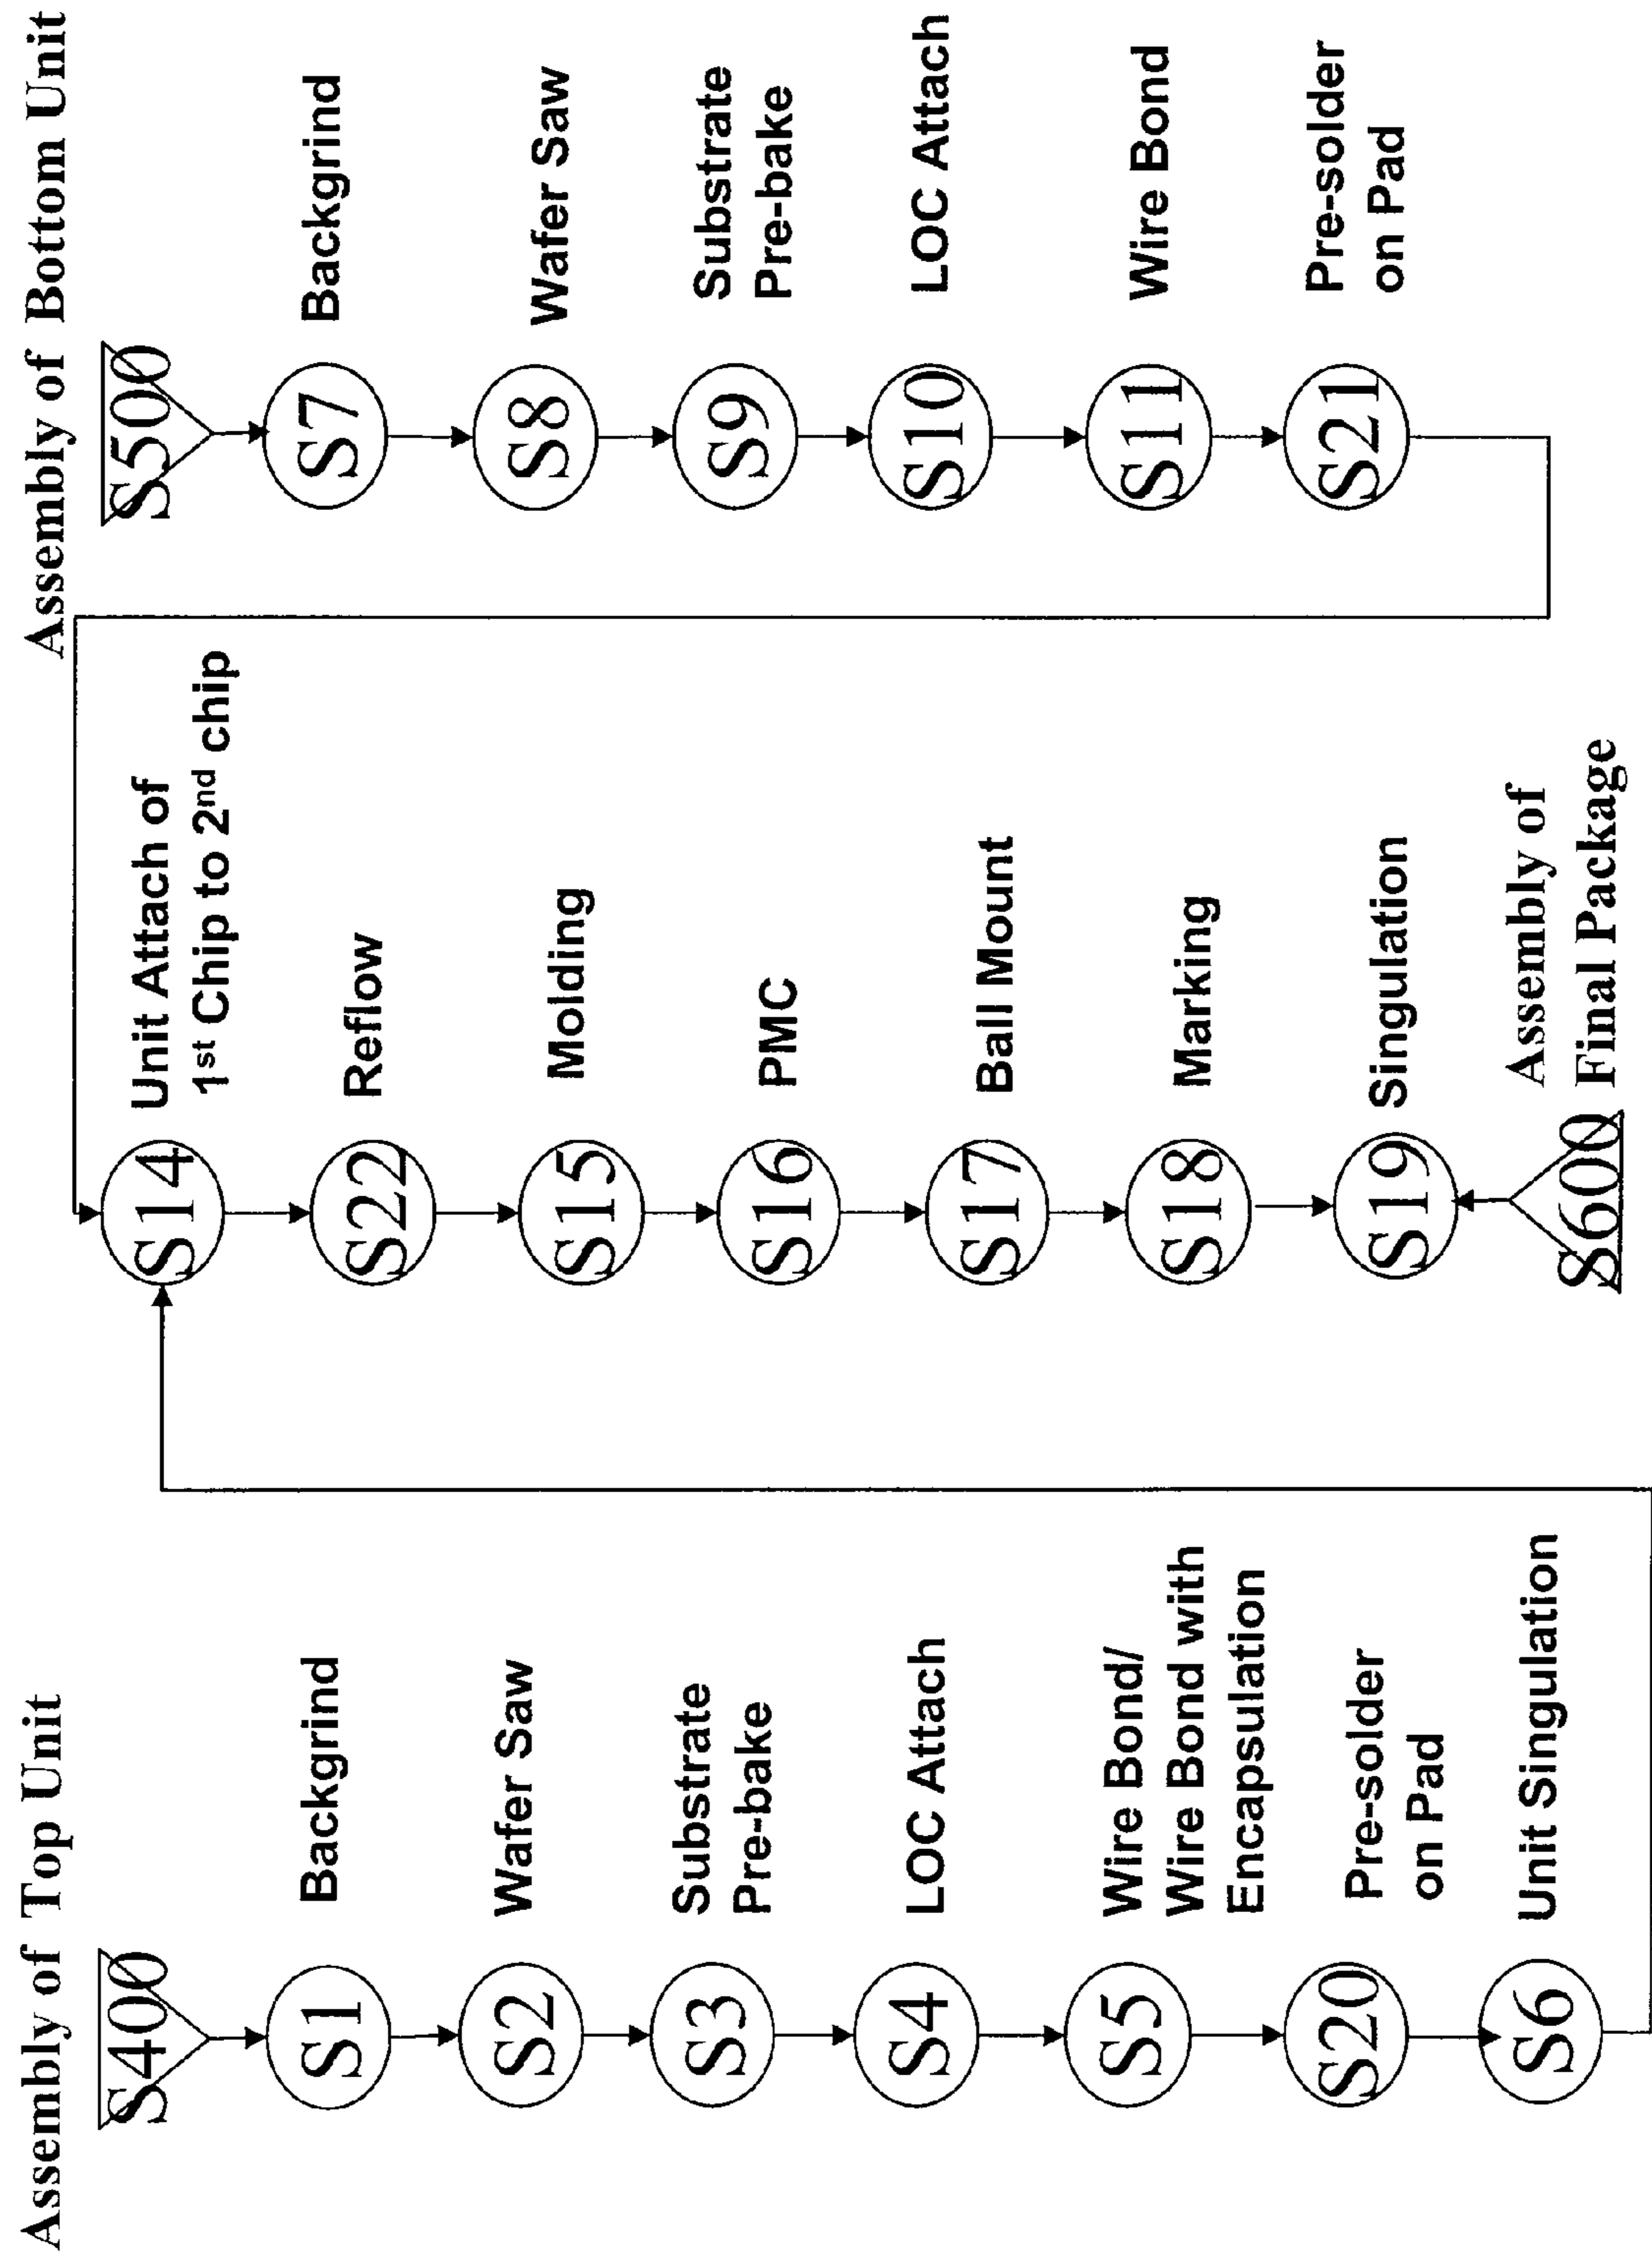 Assembly of Top Unit
S400
S1
Backgrind
S2
Wafer Saw
S3
Substrate
Pre-bake
S4
LOC Attach
S5
Wire Bond/
Wire Bond with
Encapsulation
S20
Pre-solder
on Pad
S6
Unit Singulation
S14
Unit Attach of
1st Chip to 2nd chip
S22
Reflow
S15
Molding
S16
PMC
S17
Ball Mount
S18
Marking
S19
Singulation
S600
Assembly of
Final Package
Assembly of Bottom Unit
S500
S7
Backgrind
S8
Wafer Saw
S9
Substrate
Pre-bake
S10
LOC Attach
S11
Wire Bond
S21
Pre-solder
on Pad